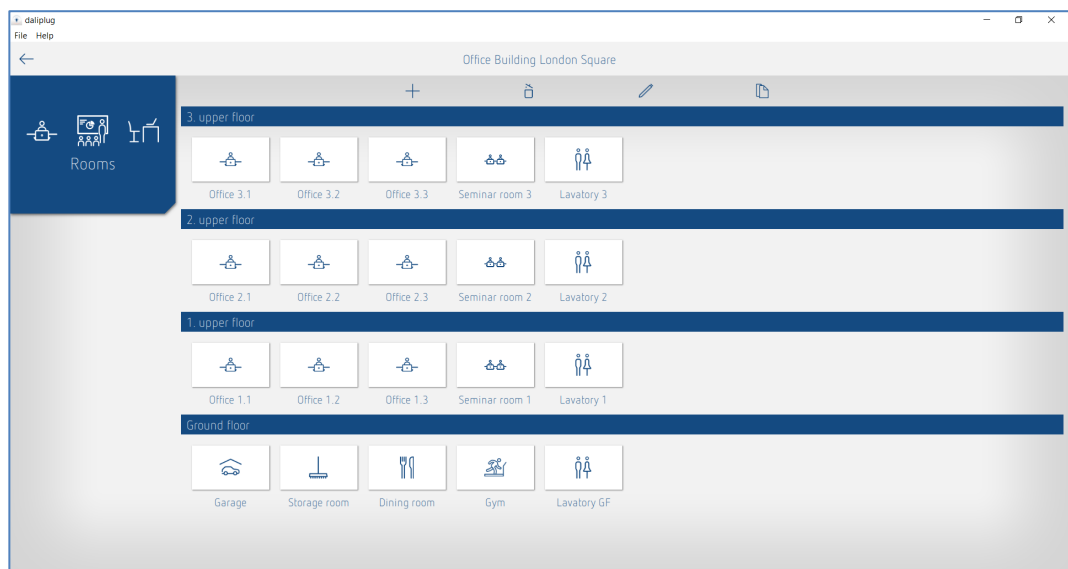 daliplug
File Help
Office Building London Square
Rooms
3. upper floor
Office 3.1 Office 3.2 Office 3.3 Seminar room 3 Lavatory 3
2. upper floor
Office 2.1 Office 2.2 Office 2.3 Seminar room 2 Lavatory 2
1. upper floor
Office 1.1 Office 1.2 Office 1.3 Seminar room 1 Lavatory 1
Ground floor
Garage Storage room Dining room Gym Lavatory GF